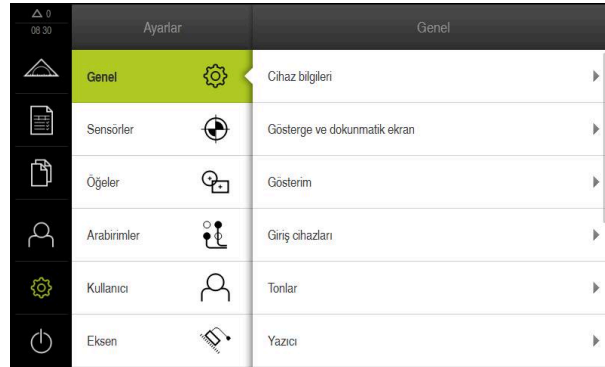 0
08 30
Ayarlar
Genel
Genel
Sensörler
Öğeler
Arabirimler
Kullanıcı
Eksen
Cihaz bilgileri
Gösterge ve dokunmatik ekran
Gösterim
Giriş cihazları
Tonlar
Yazıcı